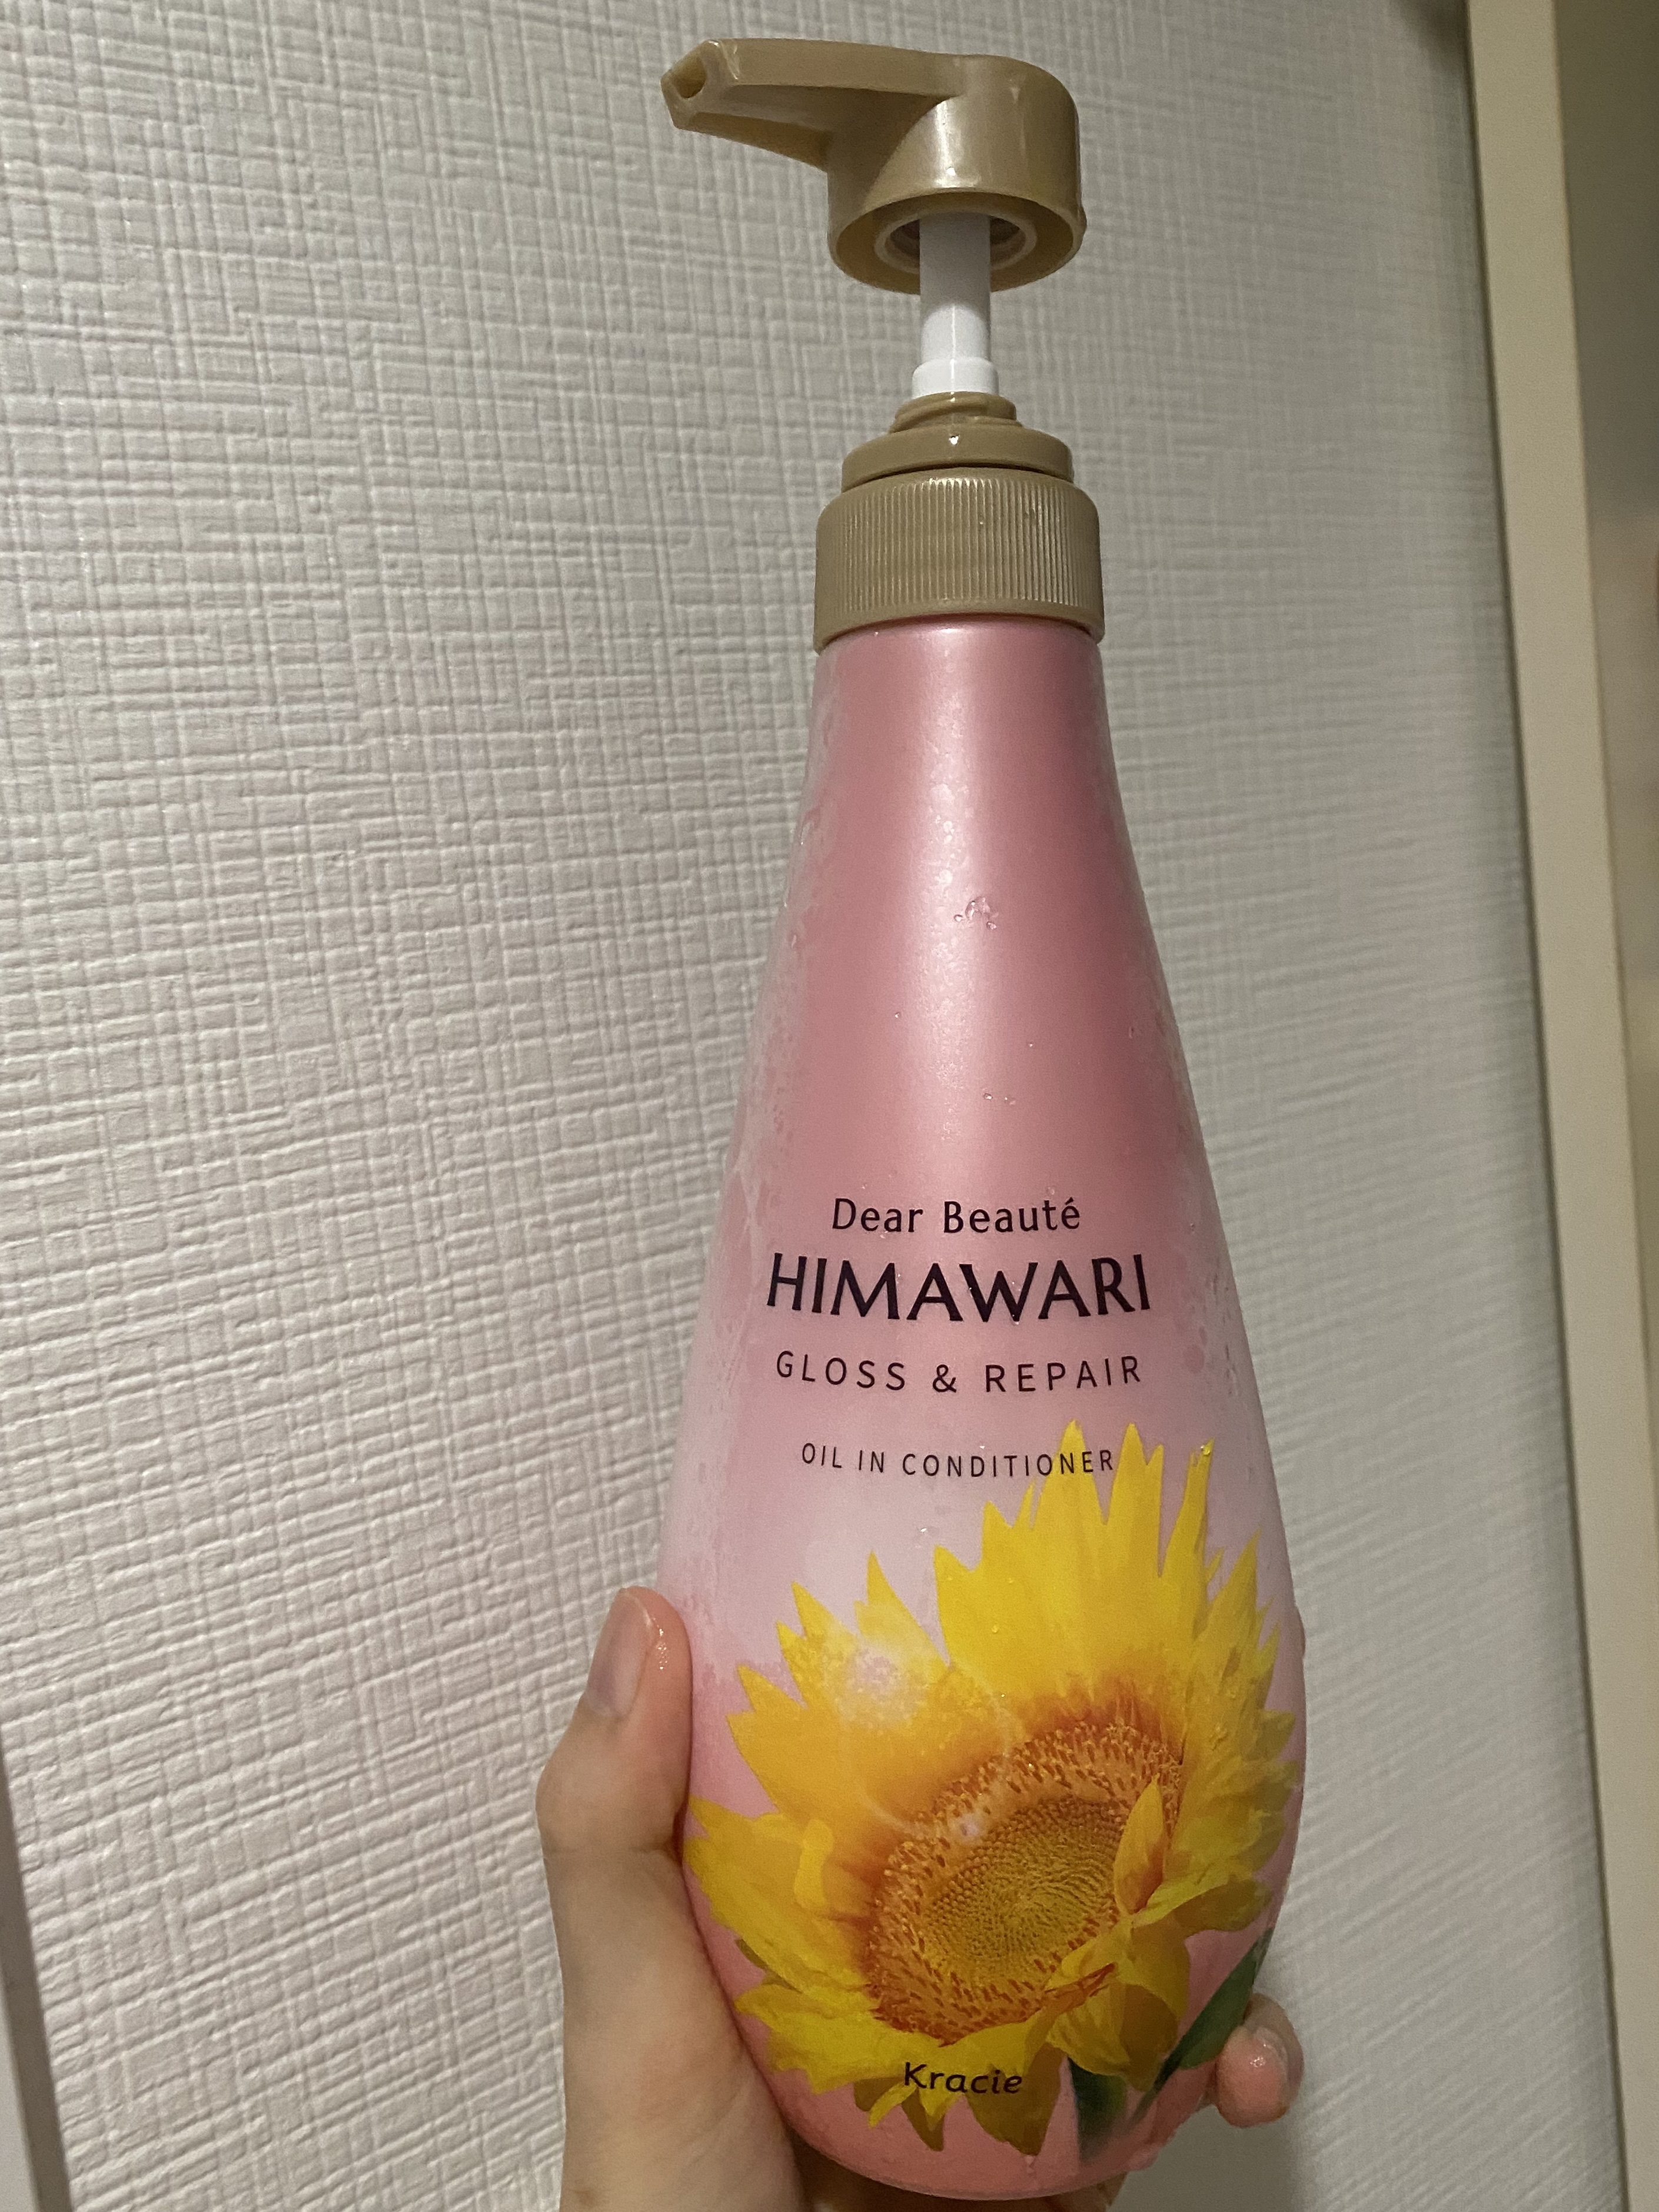 Dear Beauté
HIMAWARI
GLOSS & REPAIR
OIL IN CONDITIONER
Kracie